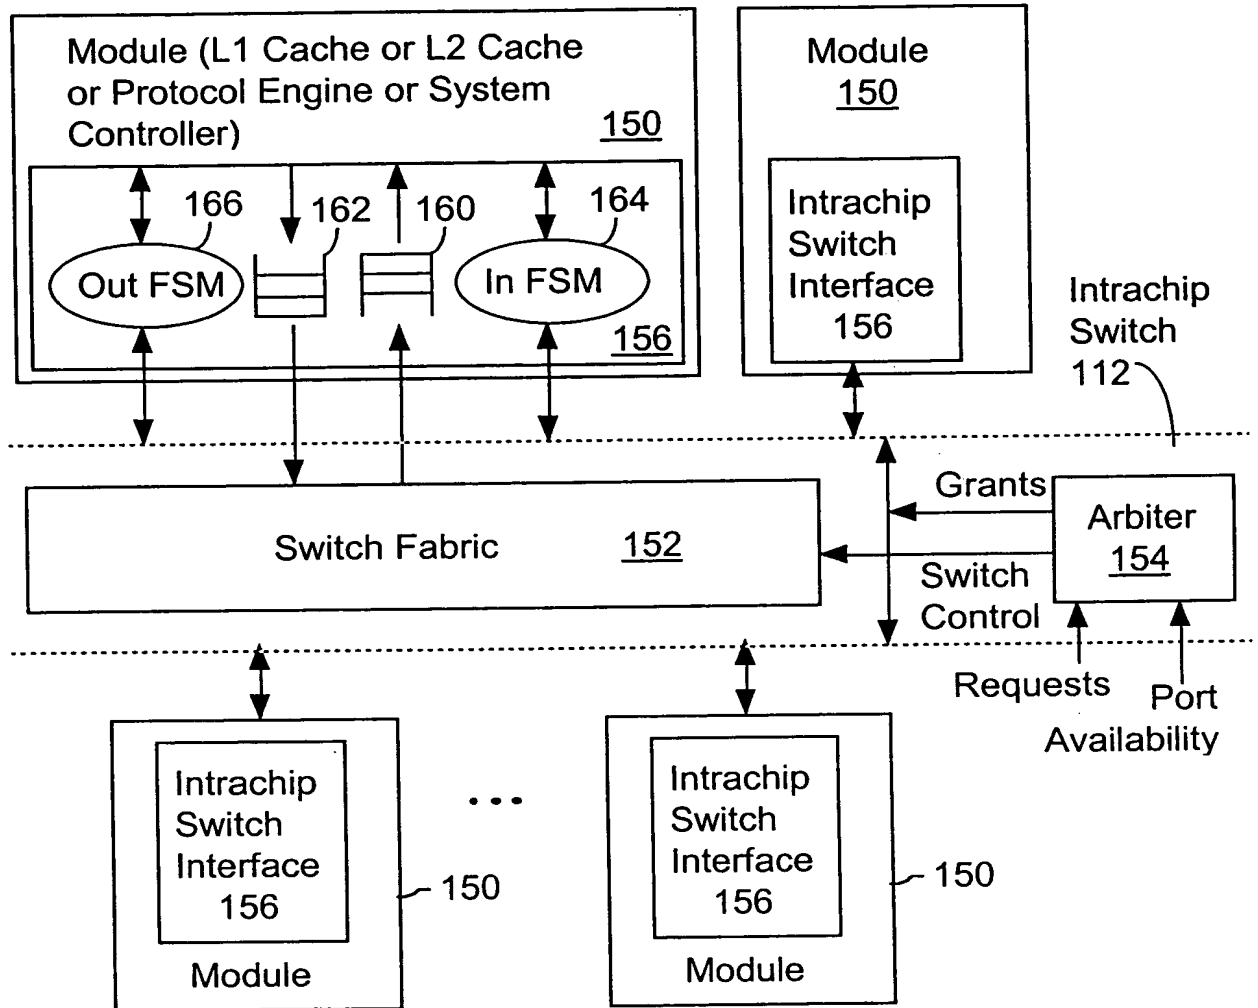 Module (L1 Cache or L2 Cache
or Protocol Engine or System
Controller)
150
166
162
160
164
Out FSM
In FSM
156
Module
150
Intrachip
Switch
Interface
156
Intrachip
Switch
112
Grants
Arbiter
154
Switch Fabric
152
Switch
Control
Requests
Port
Availability
Intrachip
Switch
Interface
156
150
Module
...
Intrachip
Switch
Interface
156
150
Module